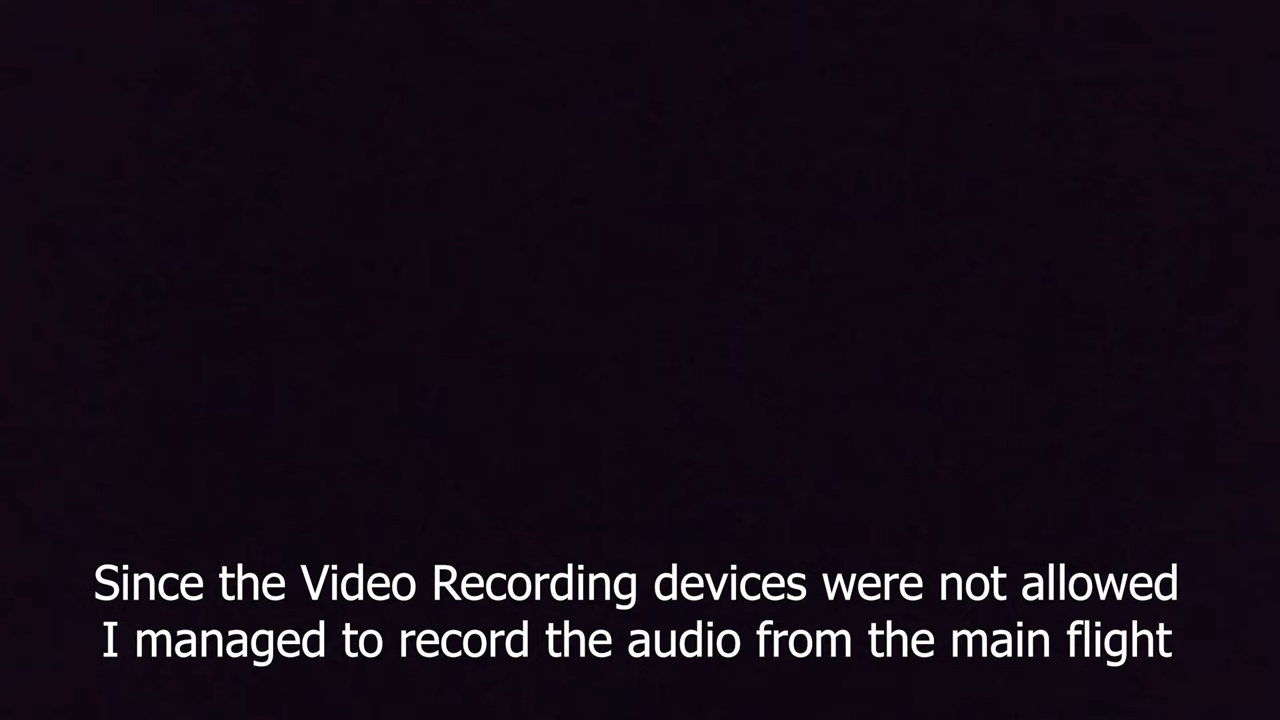 Since the Video Recording devices were not allowed
I managed to record the audio from the main flight